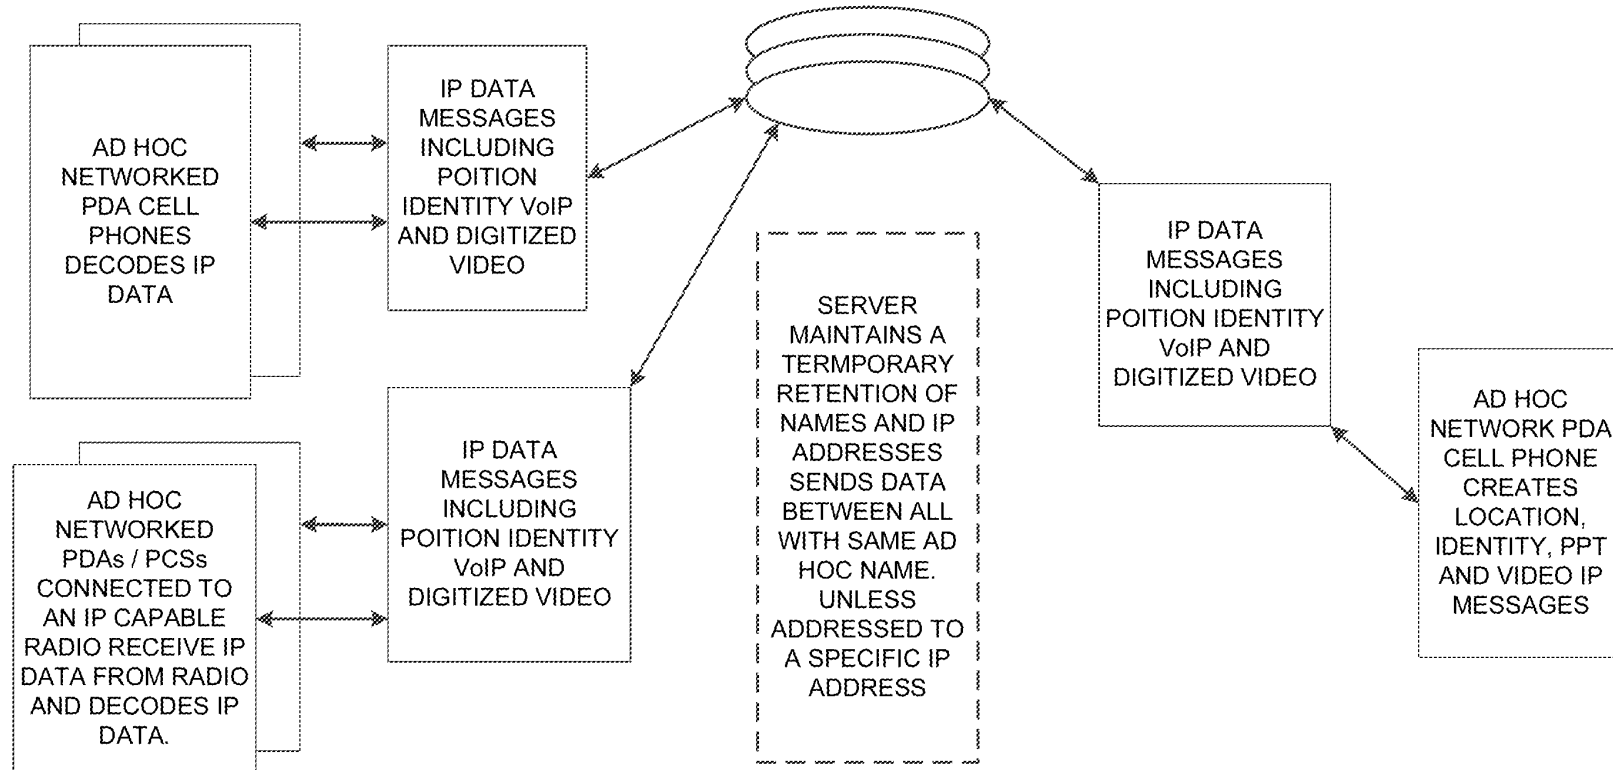 AD HOC
NETWORKED
PDA CELL
PHONES
DECODES IP
DATA
IP DATA
MESSAGES
INCLUDING
POITION
IDENTITY VoIP
AND DIGITIZED
VIDEO
AD HOC
NETWORKED
PDAs / PCSs
CONNECTED TO
AN IP CAPABLE
RADIO RECEIVE IP
DATA FROM RADIO
AND DECODES IP
DATA.
IP DATA
MESSAGES
INCLUDING
POITION IDENTITY
VoIP AND
DIGITIZED VIDEO
SERVER
MAINTAINS A
TERMPORARY
RETENTION OF
NAMES AND IP
ADDRESSES
SENDS DATA
BETWEEN ALL
WITH SAME AD
HOC NAME.
UNLESS
ADDRESSED TO
A SPECIFIC IP
ADDRESS
IP DATA
MESSAGES
INCLUDING
POITION IDENTITY
VoIP AND
DIGITIZED VIDEO
AD HOC
NETWORK PDA
CELL PHONE
CREATES
LOCATION,
IDENTITY, PPT
AND VIDEO IP
MESSAGES